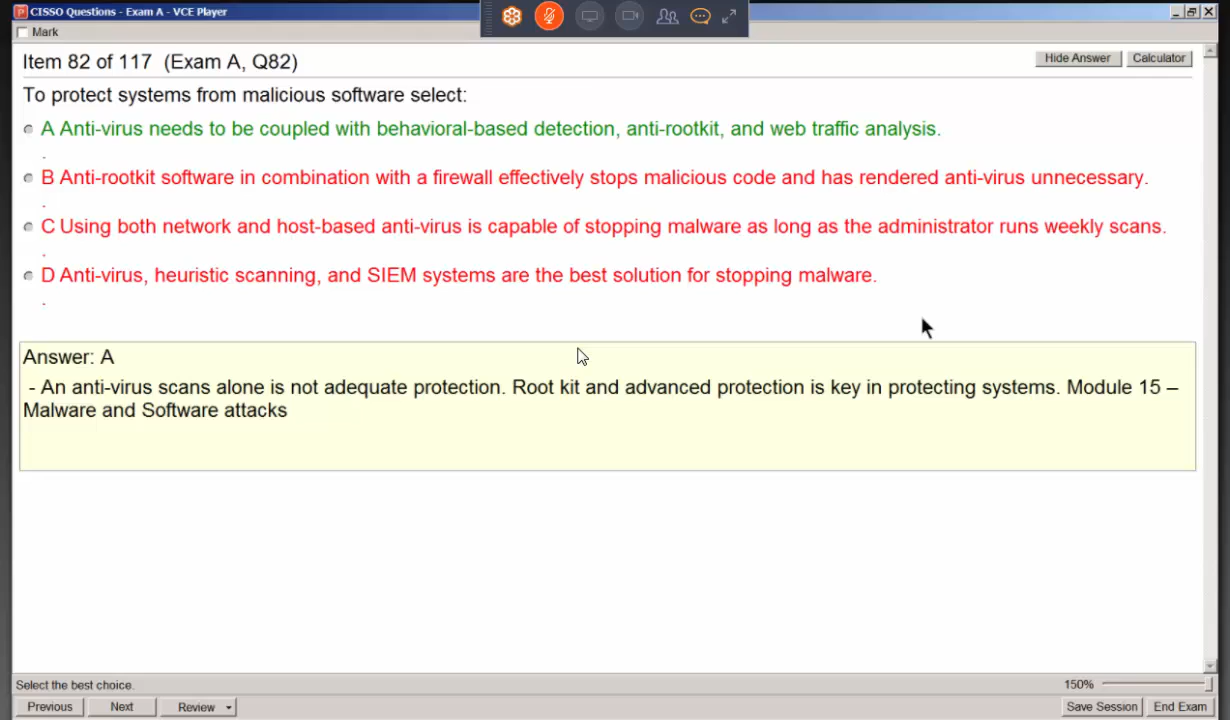 CISSO Questions - Exam A - VCE Player
Mark
Item 82 of 117 (Exam A, Q82)
Hide Answer
Calculator
To protect systems from malicious software select:
A Anti-virus needs to be coupled with behavioral-based detection, anti-rootkit, and web traffic analysis.
.
B Anti-rootkit software in combination with a firewall effectively stops malicious code and has rendered anti-virus unnecessary.
.
C Using both network and host-based anti-virus is capable of stopping malware as long as the administrator runs weekly scans.
.
D Anti-virus, heuristic scanning, and SIEM systems are the best solution for stopping malware.
.
Answer: A
- An anti-virus scans alone is not adequate protection. Root kit and advanced protection is key in protecting systems. Module 15 –
Malware and Software attacks
Select the best choice.
150%
Previous
Next
Review
Save Session
End Exam